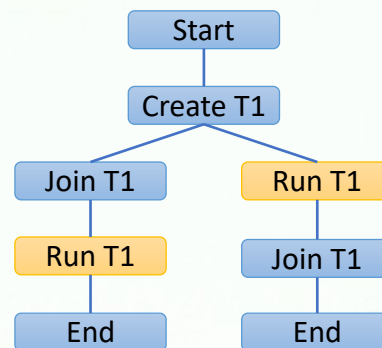 Start
Create T1
Join T1
Run T1
Run T1
Join T1
End
End